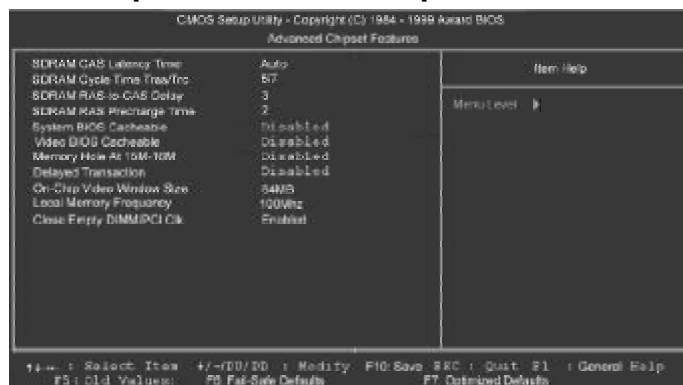 CMOS Setup Utility - Copyright (C) 1984 - 1999 Award BIOS
Advanced Chipset Features
SDRAM CAS Latency Time Auto
SDRAM Cycle Time Tras/Trc 5/7
SDRAM RAS-to-CAS Delay 3
SDRAM RAS Precharge Time 2
System BIOS Cacheable Disabled
Video BIOS Cacheable Disabled
Memory Hole At 15M-16M Disabled
Delayed Transaction Disabled
On-Chip Video Window Size 64MB
Local Memory Frequency 100Mhz
Close Empty DIMM/PCI Clk Enabled
Item Help
Menu Level ▶
↑↓←→ : Select Item +/-/PU/PD : Modify F10: Save ESC : Quit F1 : General Help
F5: Old Values: F6: Fail-Safe Defaults F7: Optimized Defaults